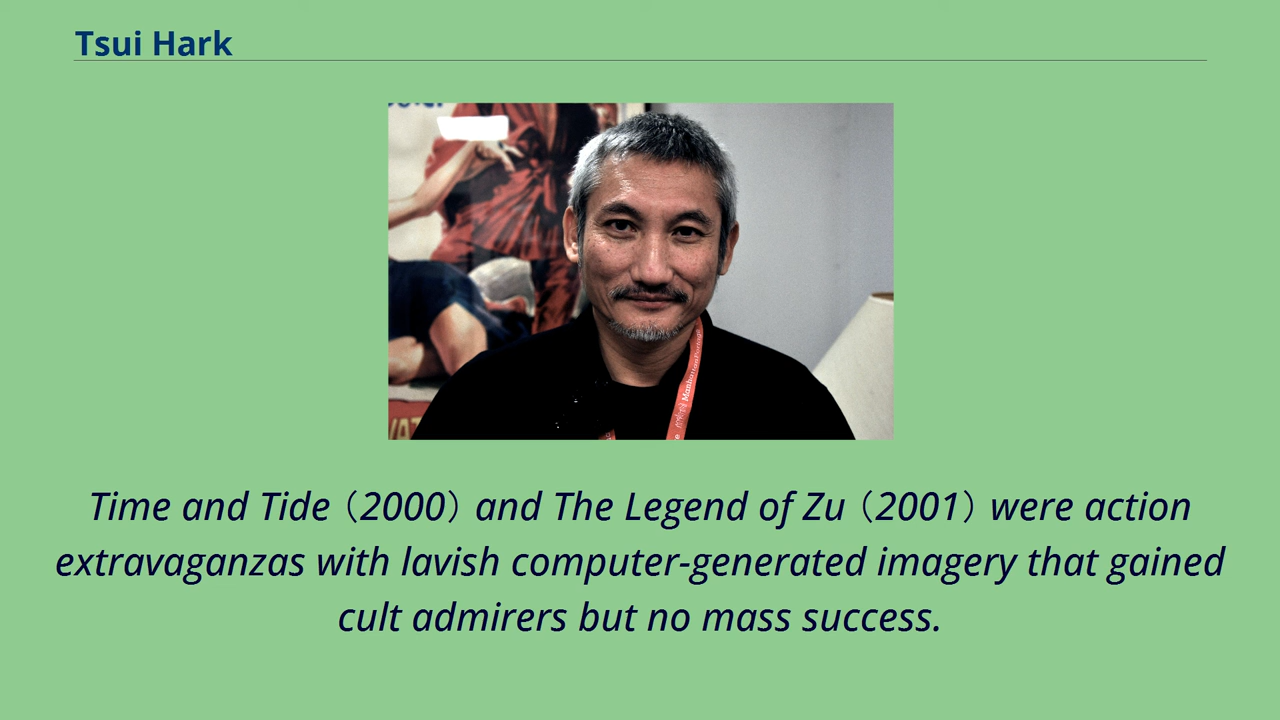 Tsui Hark
Time and Tide（2000）and The Legend of Zu（2001）were action
extravaganzas with lavish computer-generated imagery that gained
cult admirers but no mass success.